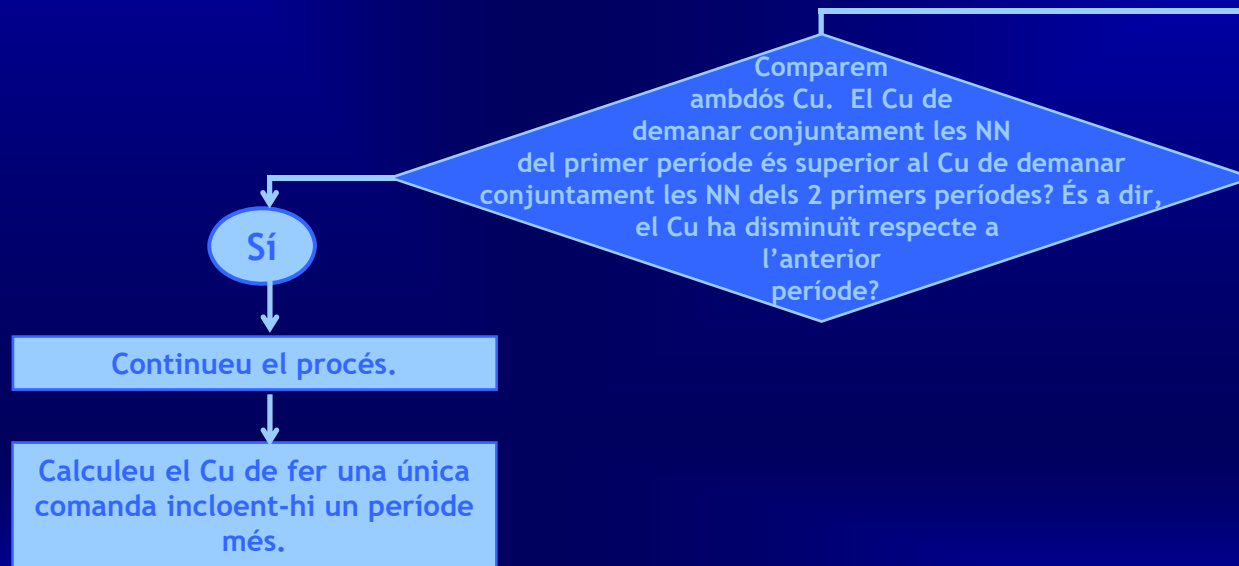 Comparem
ambdós Cu. El Cu de
demanar conjuntament les NN
del primer període és superior al Cu de demanar
conjuntament les NN dels 2 primers períodes? És a dir,
el Cu ha disminuït respecte a
l’anterior
període?
Sí
Continueu el procés.
Calculeu el Cu de fer una única
comanda incloent-hi un període
més.